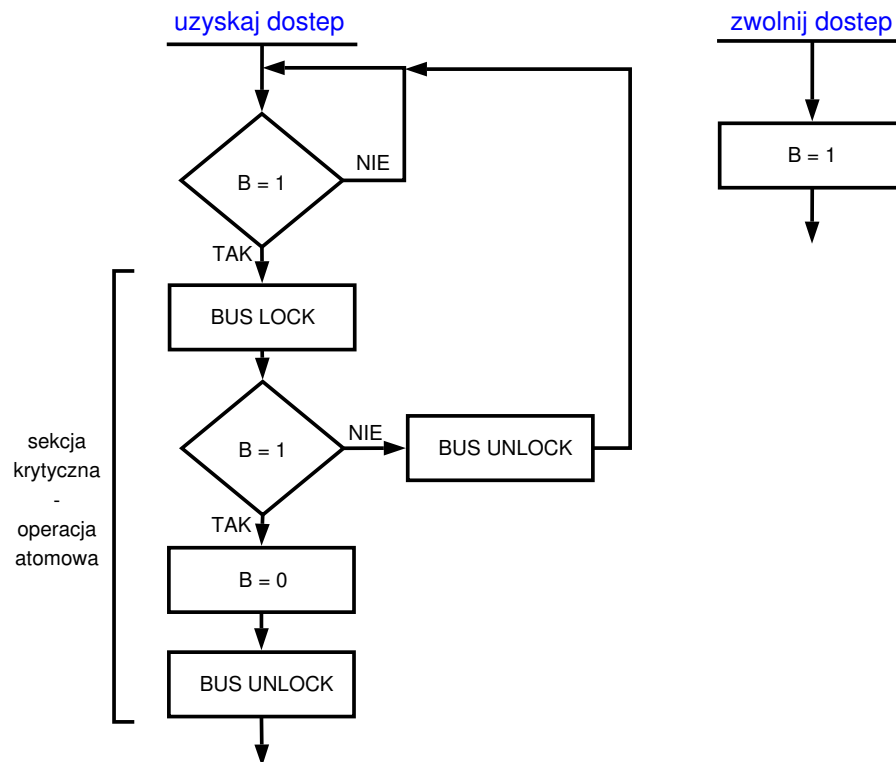 uzyskaj dostep
zwolnij dostep
B = 1
NIE
B = 1
TAK
BUS LOCK
B = 1
NIE
BUS UNLOCK
sekcja
krytyczna
-
operacja
atomowa
TAK
B = 0
BUS UNLOCK